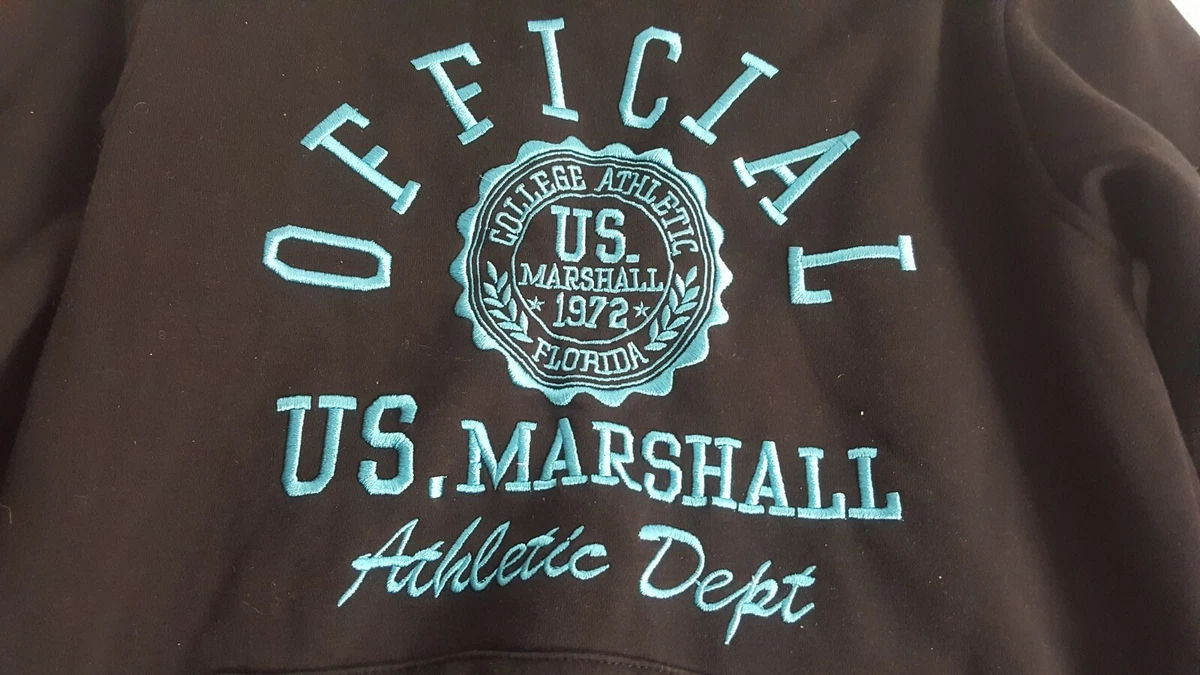 OFFICIAL
COLLEGE ATHLETIC
US.
MARSHALL
1972
FLORIDA
US. MARSHALL
Athletic Dept